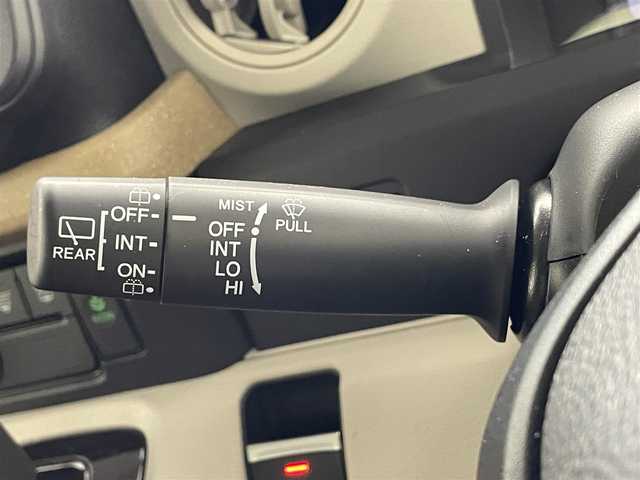 REAR
OFF
INT
ON
MIST
OFF
INT
LO
HI
PULL